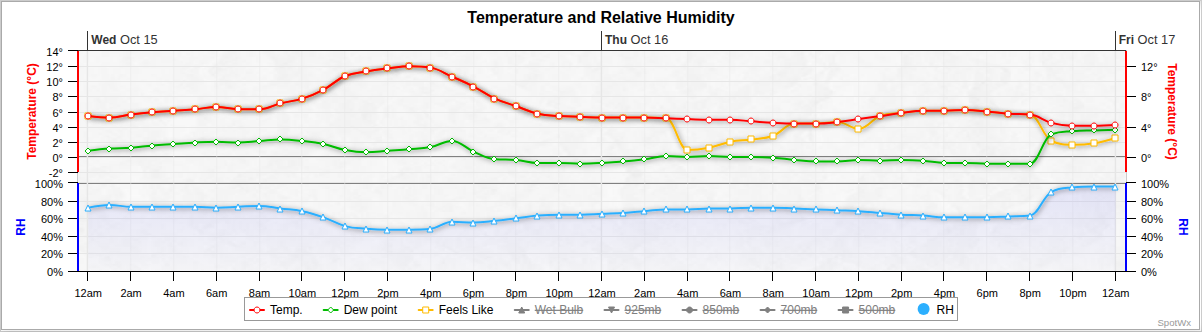 Temperature and Relative Humidity
Wed Oct 15 Thu Oct 16 Fri Oct 17
14°
12° 12°
10°
8° 8°
6°
4° 4°
2°
0° 0°
-2°
Temperature (°C) Temperature (°C)
100% 100%
80% 80%
60% 60%
40% 40%
20% 20%
0% 0%
RH RH
12am 2am 4am 6am 8am 10am 12pm 2pm 4pm 6pm 8pm 10pm 12am 2am 4am 6am 8am 10am 12pm 2pm 4pm 6pm 8pm 10pm 12am
Temp. Dew point Feels Like Wet Bulb 925mb 850mb 700mb 500mb RH
SpotWx